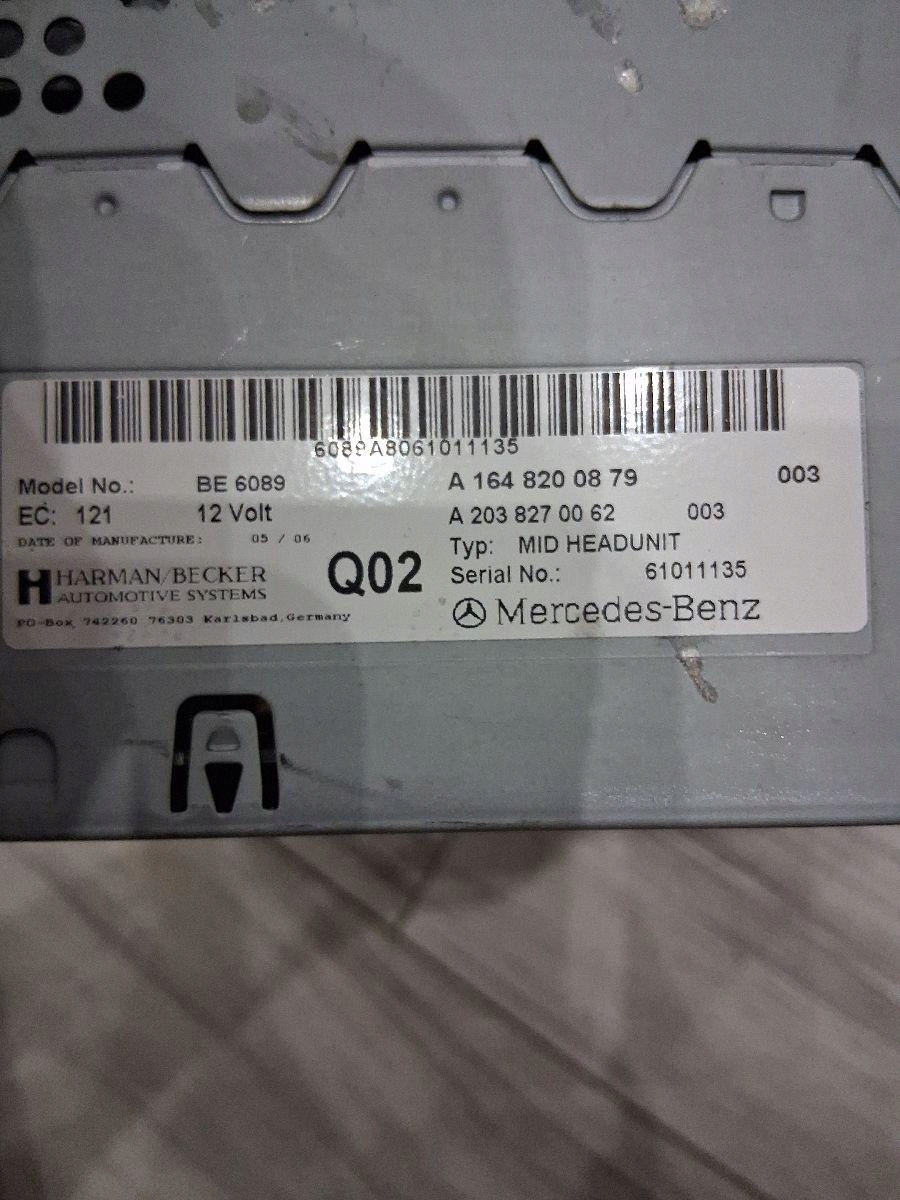 6089A8061011135
Model No.: BE 6089
EC: 121 12 Volt
DATE OF MANUFACTURE: 05 / 06
HARMAN/BECKER
AUTOMOTIVE SYSTEMS
PO-Box 742260 76303 Karlsbad,Germany
Q02
A 164 820 08 79 003
A 203 827 00 62 003
Typ: MID HEADUNIT
Serial No.: 61011135
Mercedes-Benz